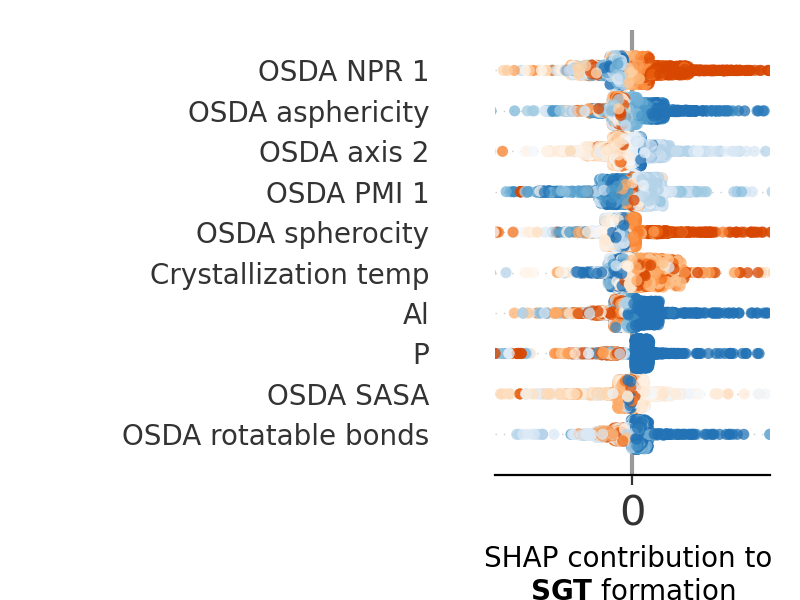 OSDA NPR 1
OSDA asphericity
OSDA axis 2
OSDA PMI 1
OSDA spherocity
Crystallization temp
Al
P
OSDA SASA
OSDA rotatable bonds
0
SHAP contribution to
SGT formation